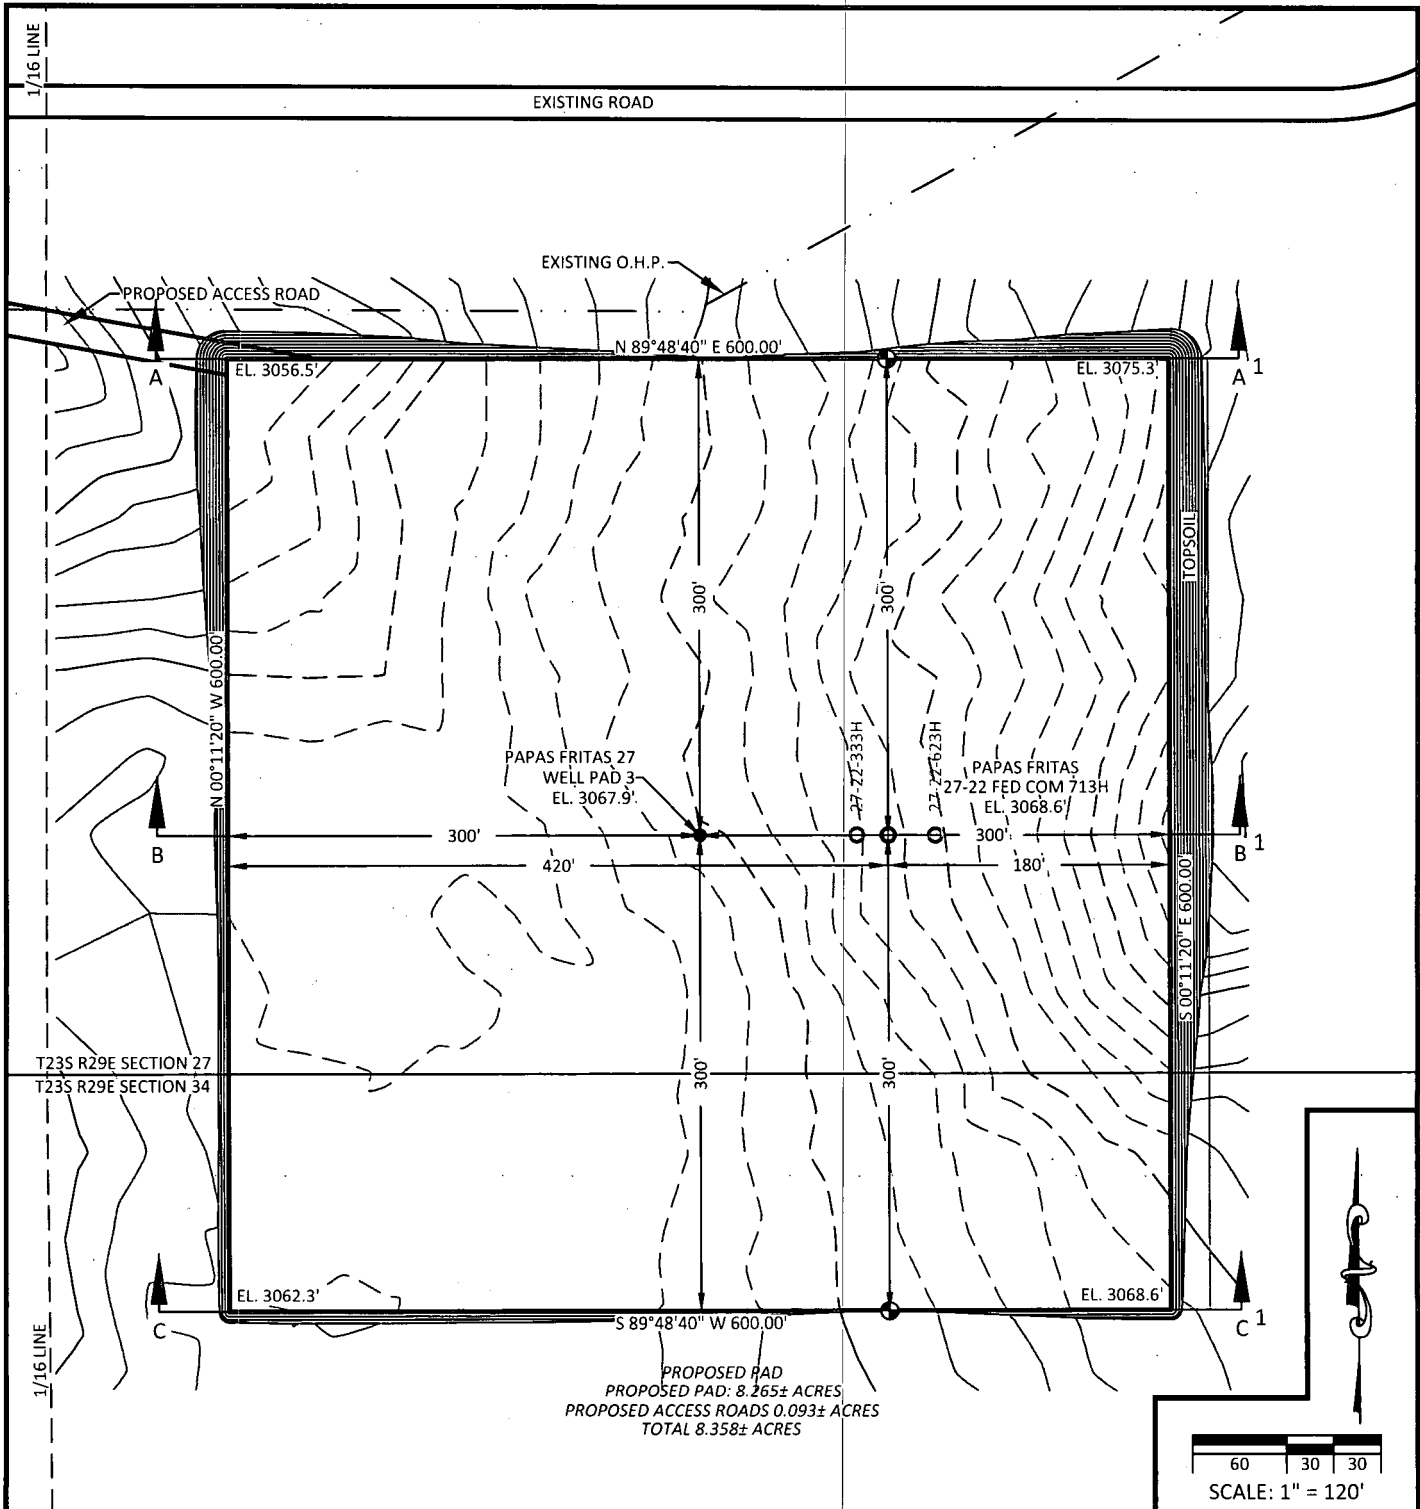 1/16 LINE
EXISTING ROAD
EXISTING O.H.P.
PROPOSED ACCESS ROAD
N 89°48'40" E 600.00'
A
EL. 3056.5'
EL. 3075.3'
A 1
TOPSOIL
300'
300'
N 00°11'20" W 600.00'
PAPAS FRITAS 27
WELL PAD 3
EL. 3067.9'
27-22-333H
27-22-623H
PAPAS FRITAS
27-22 FED COM 713H
EL. 3068.6'
B
300'
300'
B 1
420'
180'
S 00°11'20" E 600.00'
T23S R29E SECTION 27
T23S R29E SECTION 34
300'
300'
EL. 3062.3'
EL. 3068.6'
C
S 89°48'40" W 600.00'
C 1
1/16 LINE
PROPOSED PAD
PROPOSED PAD: 8.265± ACRES
PROPOSED ACCESS ROADS 0.093± ACRES
TOTAL 8.358± ACRES
60 30 30
SCALE: 1" = 120'